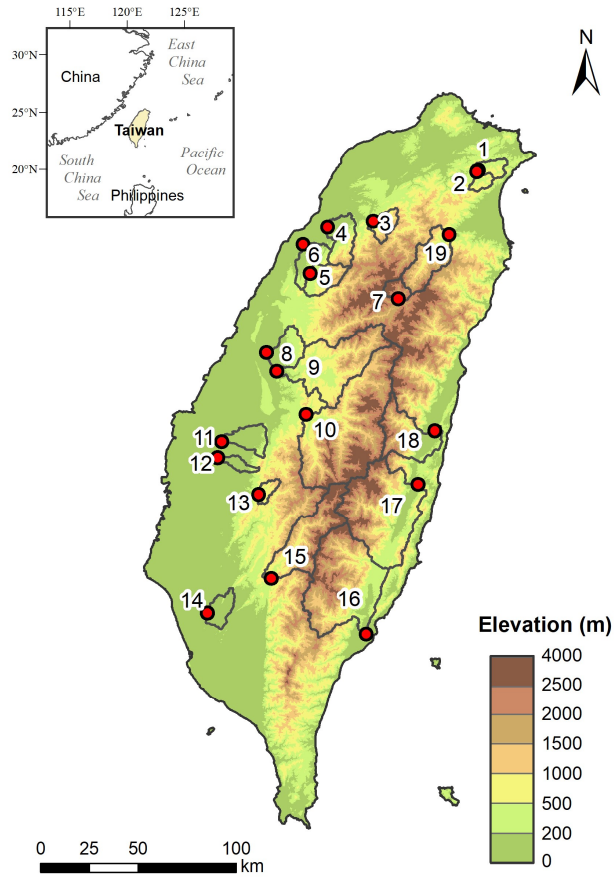 115°E 120°E 125°E
30°N
25°N
20°N
East
China
Sea
China
Taiwan
South
China
Sea
Pacific
Ocean
Philippines
N
1
2
3
4
6
5
19
7
8
9
10
11
12
18
13
17
15
14
16
Elevation (m)
4000
2500
2000
1500
1000
500
200
0
0 25 50 100
km